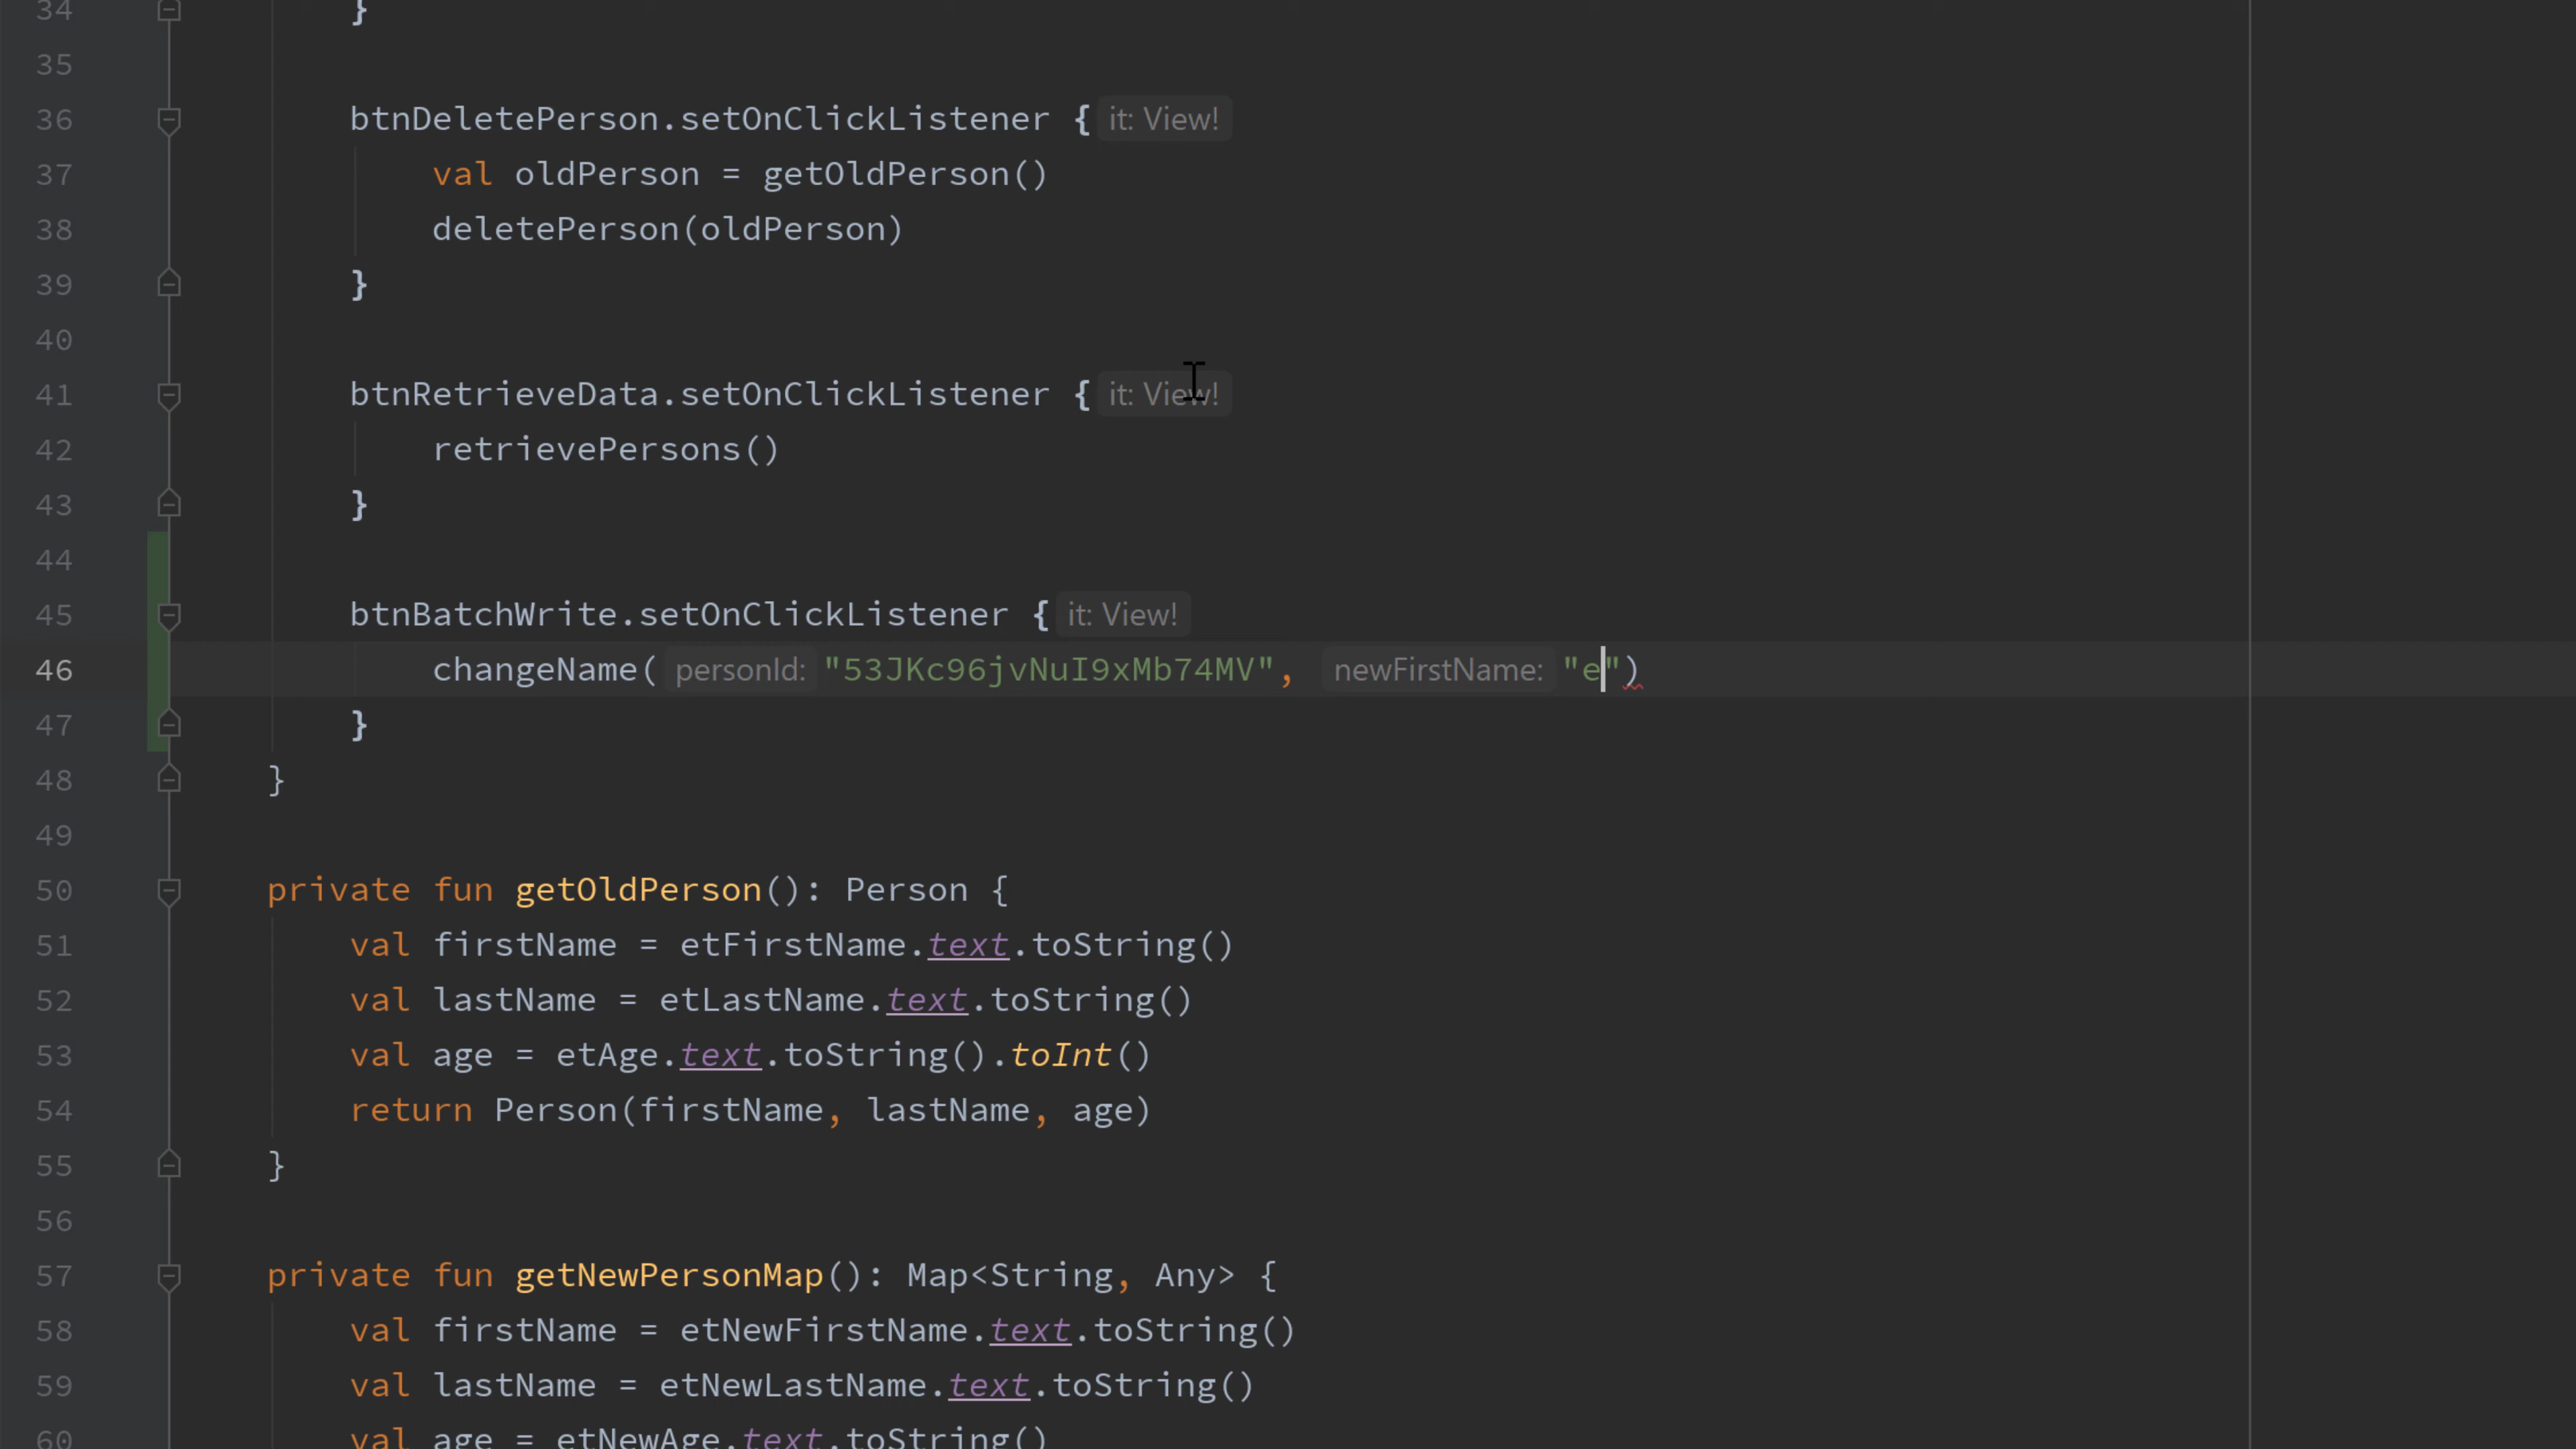 34 }
35
36 btnDeletePerson.setOnClickListener { it: View!
37 val oldPerson = getOldPerson()
38 deletePerson(oldPerson)
39 }
40
41 btnRetrieveData.setOnClickListener { it: View!
42 retrievePersons()
43 }
44
45 btnBatchWrite.setOnClickListener { it: View!
46 changeName( personId: "53JKc96jvNuI9xMb74MV", newFirstName: "e")
47 }
48 }
49
50 private fun getOldPerson(): Person {
51 val firstName = etFirstName.text.toString()
52 val lastName = etLastName.text.toString()
53 val age = etAge.text.toString().toInt()
54 return Person(firstName, lastName, age)
55 }
56
57 private fun getNewPersonMap(): Map<String, Any> {
58 val firstName = etNewFirstName.text.toString()
59 val lastName = etNewLastName.text.toString()
60 val age = etNewAge.text.toString()